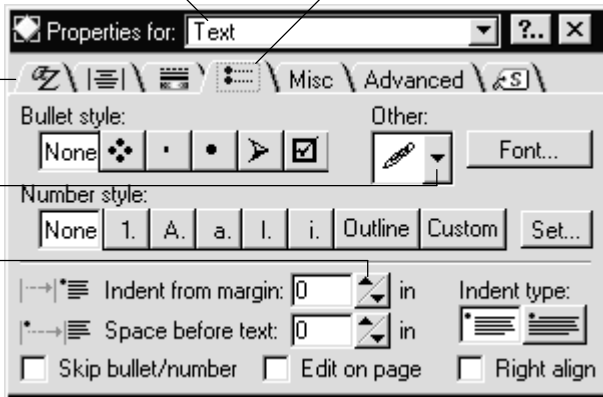 Properties for: Text ?..
aZ Misc Advanced S
Bullet style: Other:
None Font...
Number style:
None 1. A. a. I. i. Outline Custom Set...
Indent from margin: 0 in Indent type:
Space before text: 0 in
Skip bullet/number Edit on page Right align